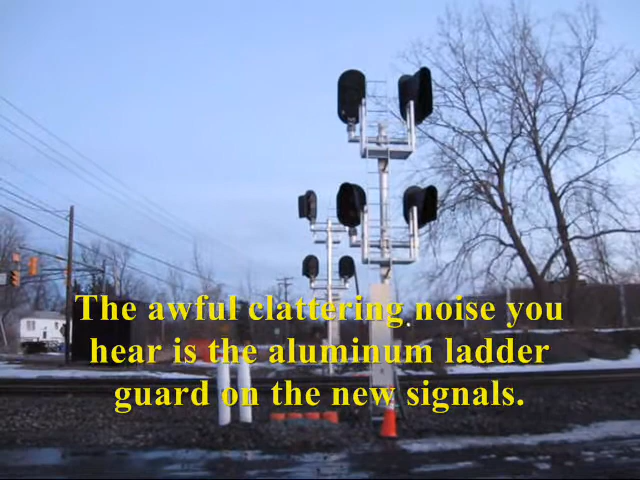 The awful clattering noise you
hear is the aluminum ladder
guard on the new signals.